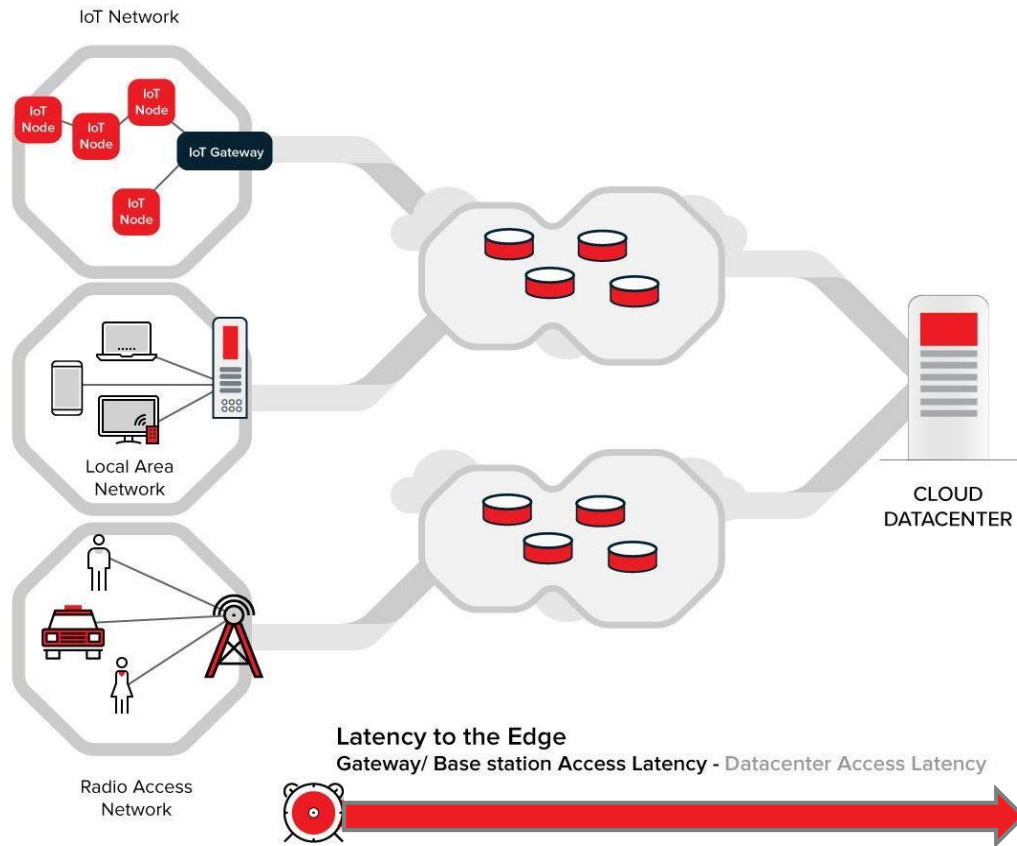 IoT Network
IoT
Node
IoT
Node
IoT
Node
IoT Gateway
IoT
Node
Local Area
Network
CLOUD
DATACENTER
Radio Access
Network
Latency to the Edge
Gateway/ Base station Access Latency - Datacenter Access Latency